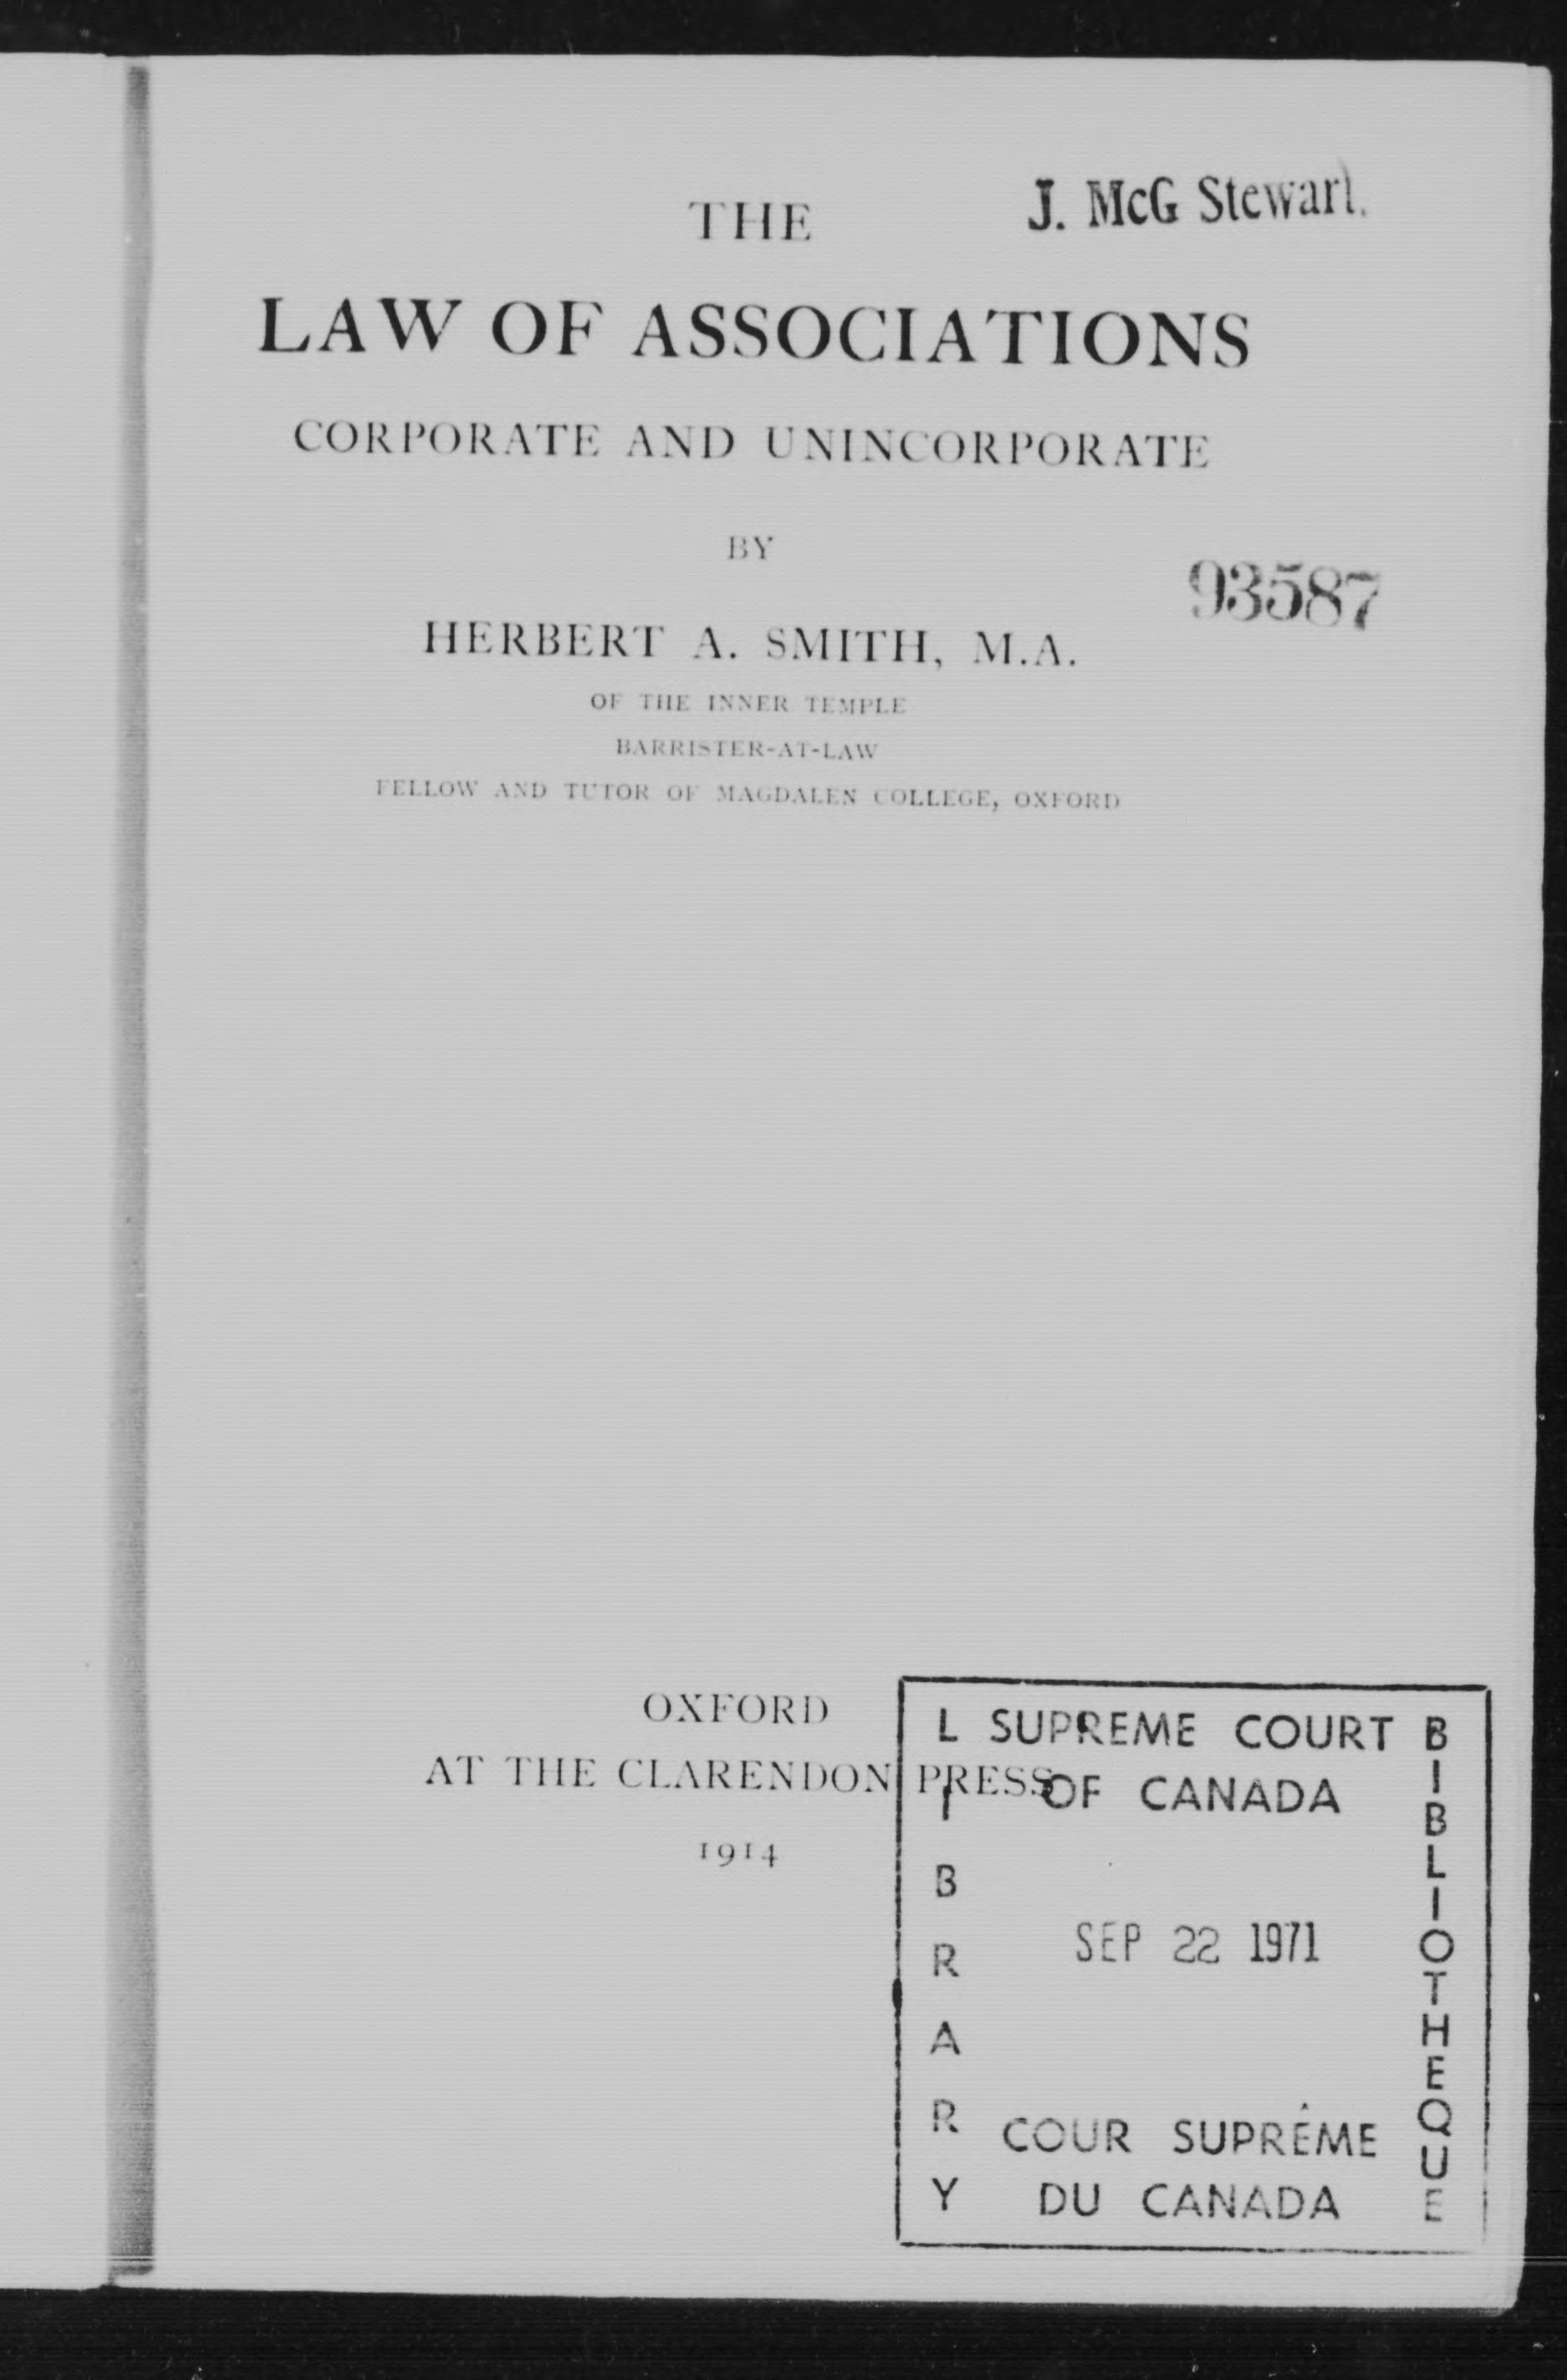 THE
J. McG Stewart.
LAW OF ASSOCIATIONS
CORPORATE AND UNINCORPORATE
BY
93587
HERBERT A. SMITH, M.A.
OF THE INNER TEMPLE
BARRISTER-AT-LAW
FELLOW AND TUTOR OF MAGDALEN COLLEGE, OXFORD
OXFORD
AT THE CLARENDON PRESS
1914
LIBRARY
SUPREME COURT
OF CANADA
SEP 22 1971
COUR SUPRÊME
DU CANADA
BIBLIOTHEQUE